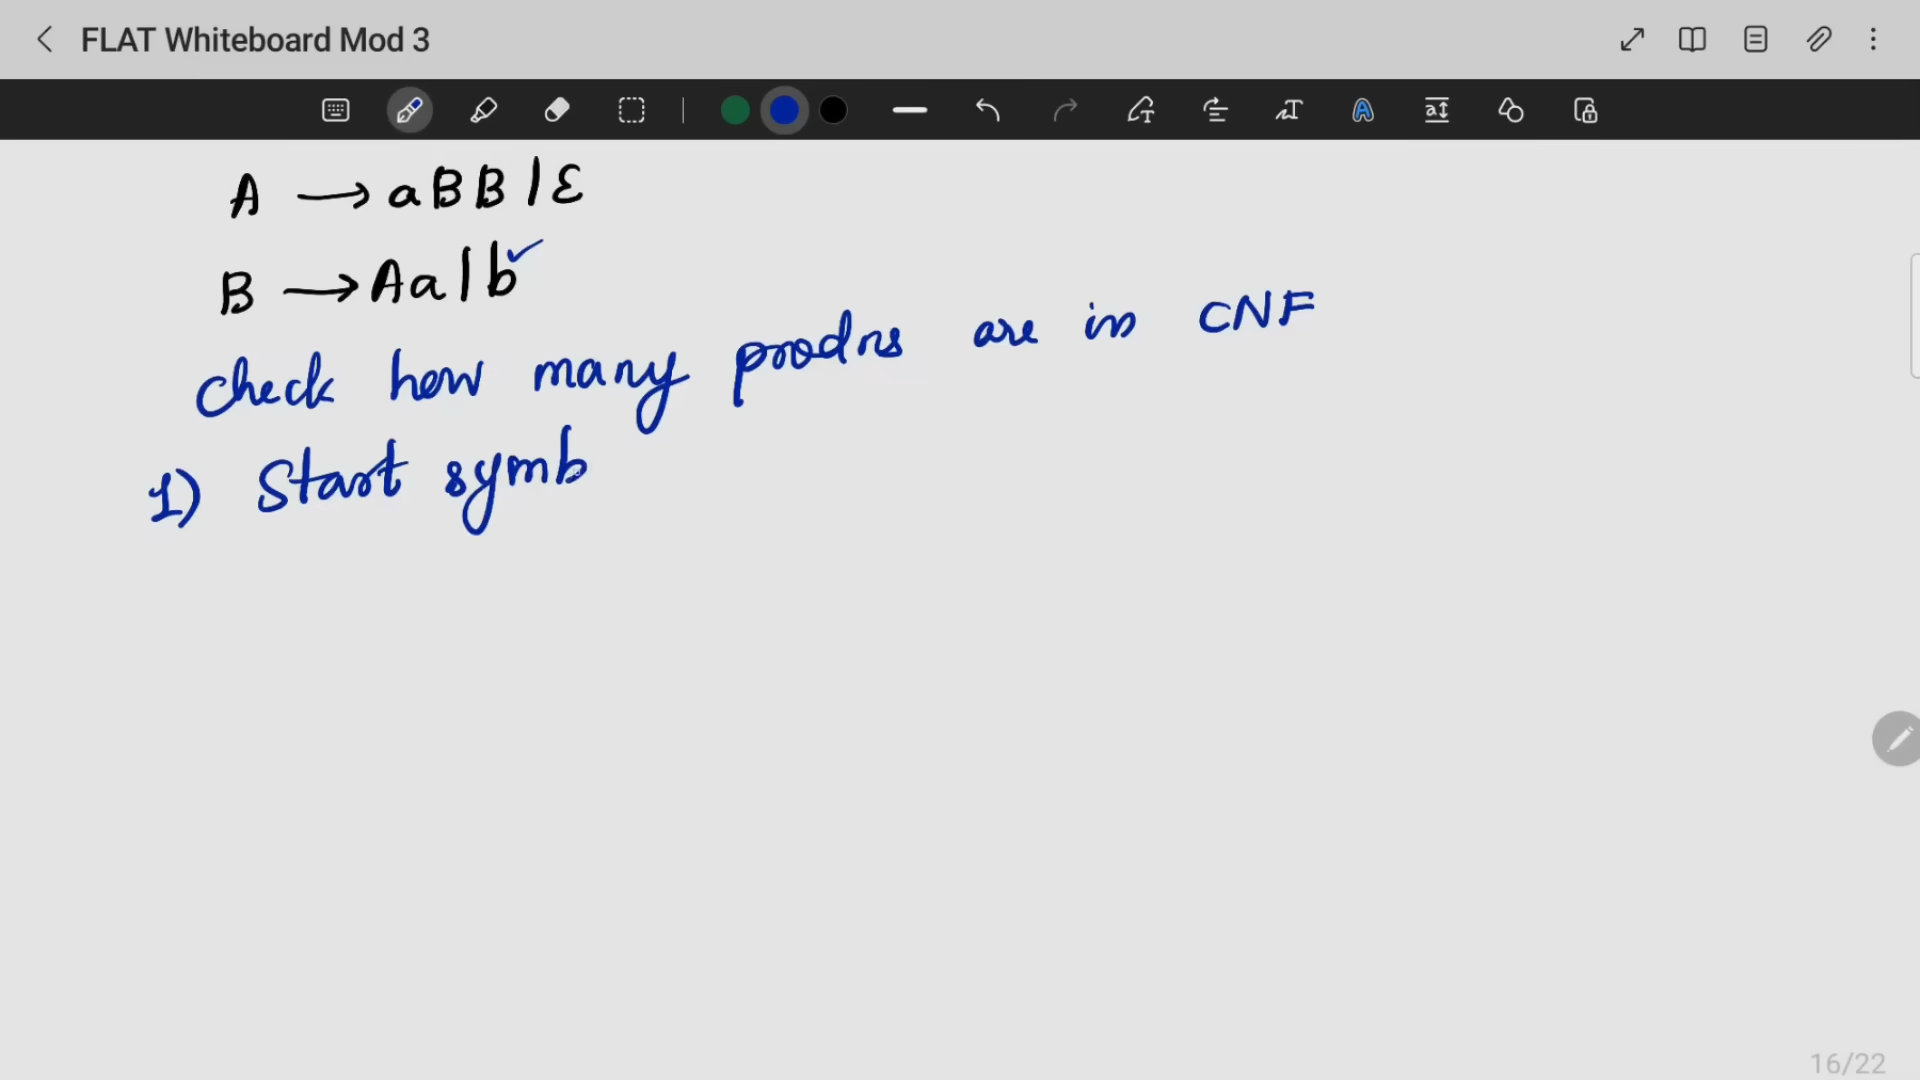 FLAT Whiteboard Mod 3
A → aBB | ε
B → Aa | b ✓
Check how many prodns are in CNF
1) Start symb
16/22